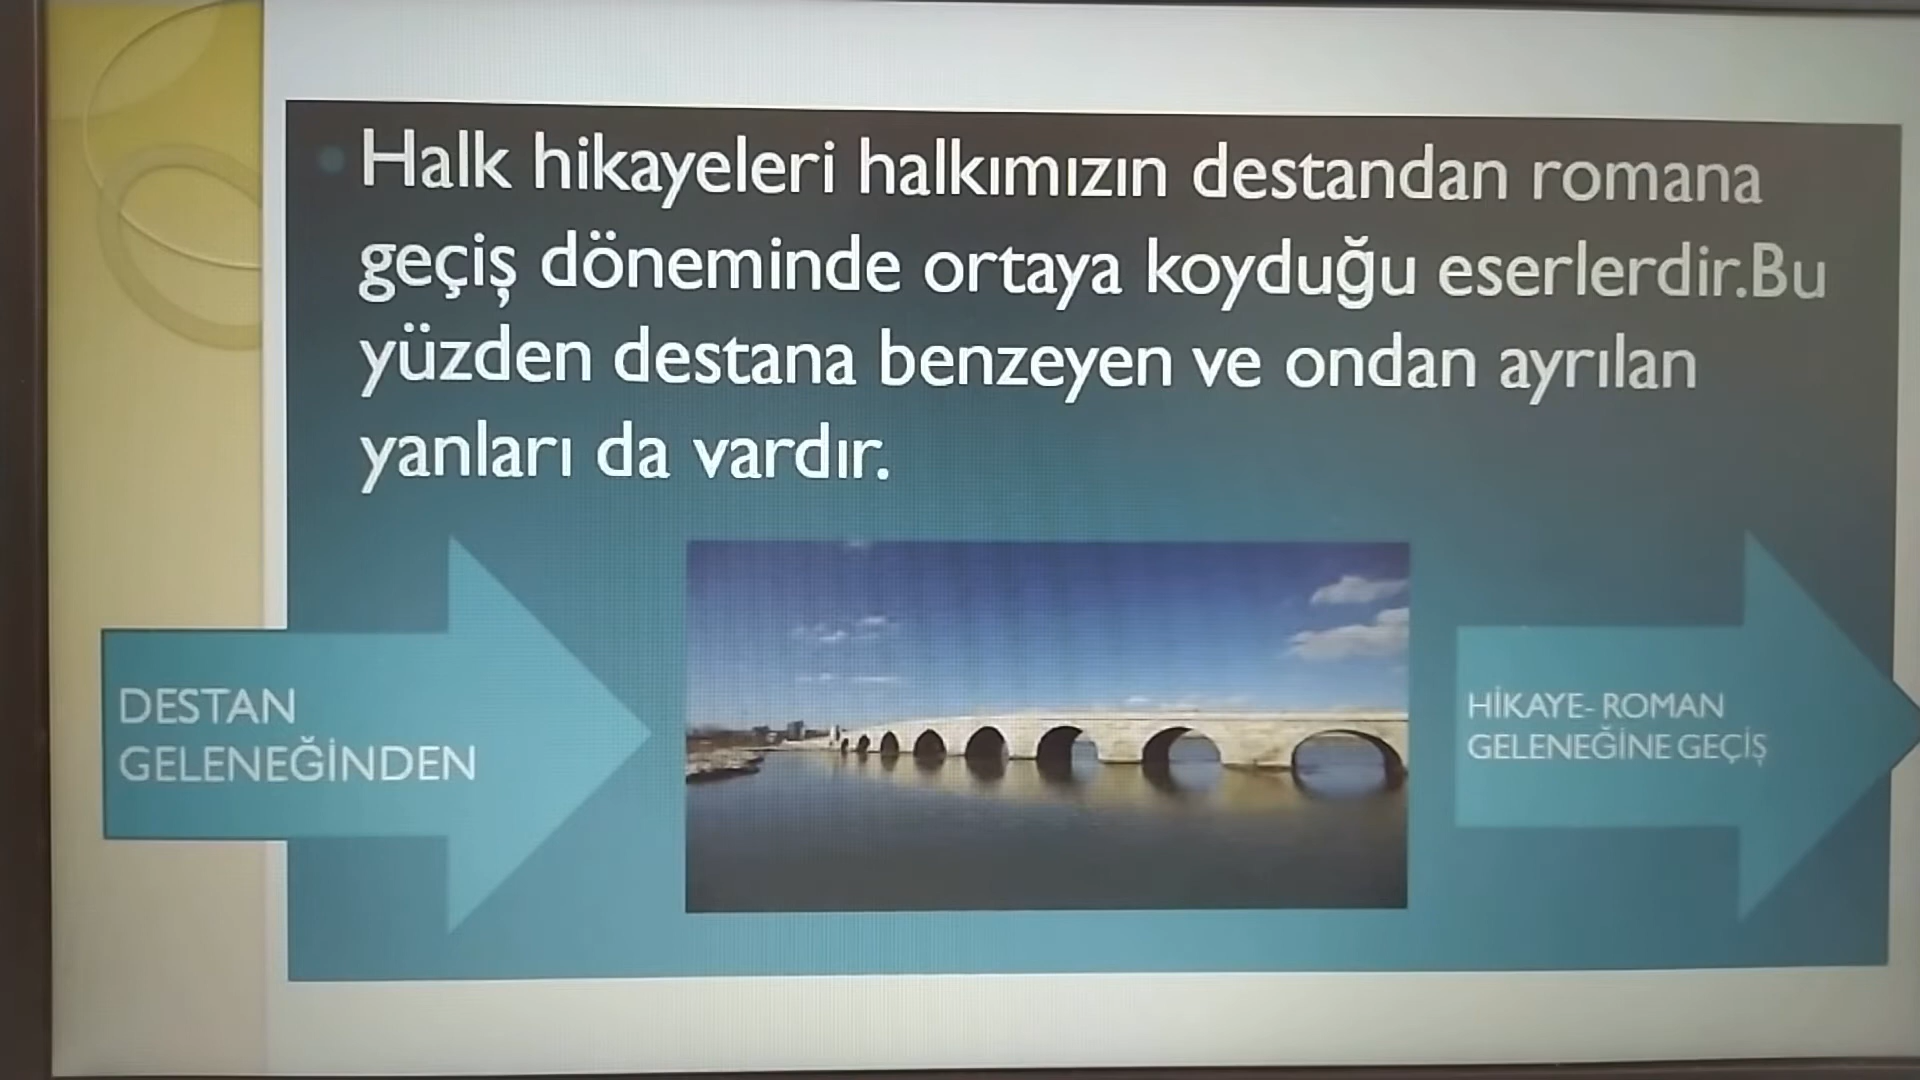 Halk hikayeleri halkımızın destandan romana
geçiş döneminde ortaya koyduğu eserlerdir.Bu
yüzden destana benzeyen ve ondan ayrılan
yanları da vardır.
DESTAN
GELENEĞİNDEN
HİKAYE- ROMAN
GELENEĞİNE GEÇİŞ